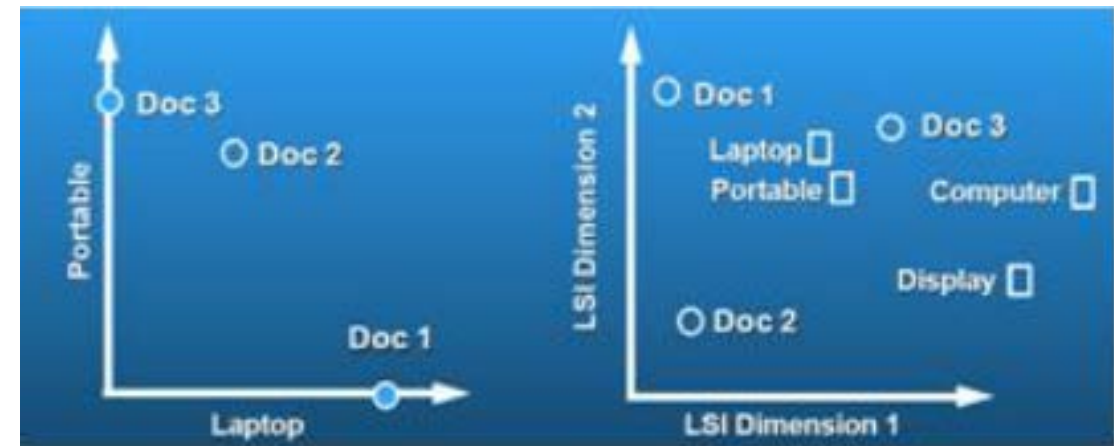 Doc 3
Doc 2
Portable
Doc 1
Laptop
Doc 1
Doc 3
Laptop
Portable
Computer
LSI Dimension 2
Display
Doc 2
LSI Dimension 1